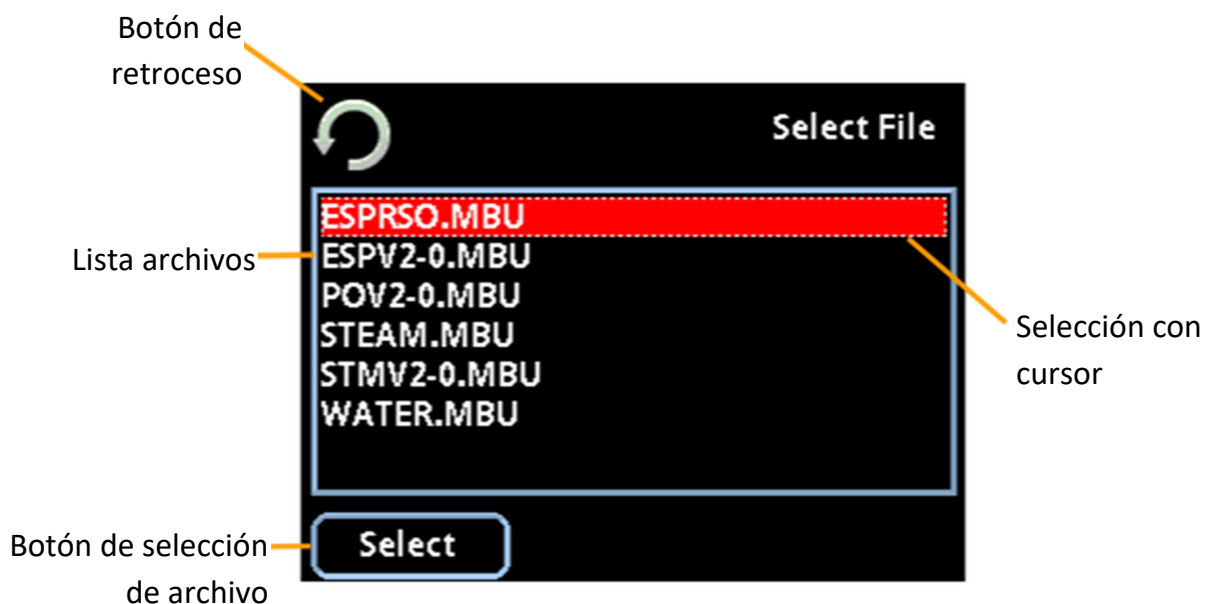 Botón de
retroceso
Select File
ESPRSO.MBU
Lista archivos
ESPV2-0.MBU
POV2-0.MBU
STEAM.MBU
STMV2-0.MBU
WATER.MBU
Selección con
cursor
Select
Botón de selección
de archivo